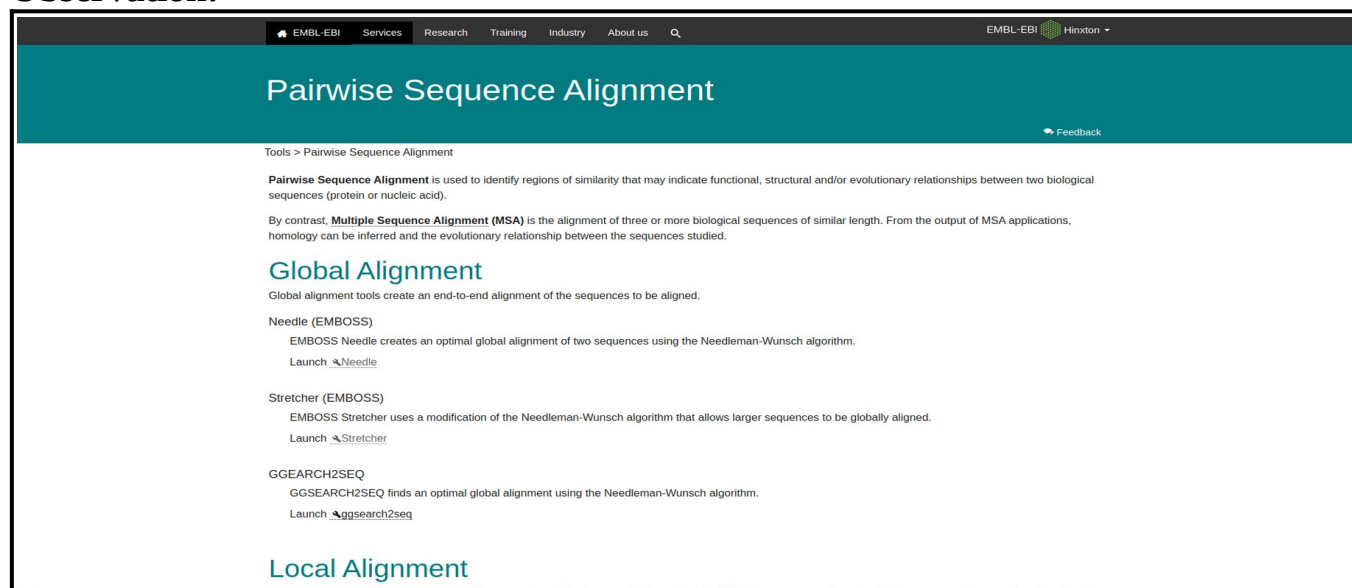 EMBL-EBI Services Research Training Industry About us EMBL-EBI Hinxton
Pairwise Sequence Alignment
Feedback
Tools > Pairwise Sequence Alignment
Pairwise Sequence Alignment is used to identify regions of similarity that may indicate functional, structural and/or evolutionary relationships between two biological
sequences (protein or nucleic acid).
By contrast, Multiple Sequence Alignment (MSA) is the alignment of three or more biological sequences of similar length. From the output of MSA applications,
homology can be inferred and the evolutionary relationship between the sequences studied.
Global Alignment
Global alignment tools create an end-to-end alignment of the sequences to be aligned.
Needle (EMBOSS)
EMBOSS Needle creates an optimal global alignment of two sequences using the Needleman-Wunsch algorithm.
Launch Needle
Stretcher (EMBOSS)
EMBOSS Stretcher uses a modification of the Needleman-Wunsch algorithm that allows larger sequences to be globally aligned.
Launch Stretcher
GGEARCH2SEQ
GGSEARCH2SEQ finds an optimal global alignment using the Needleman-Wunsch algorithm.
Launch ggsearch2seq
Local Alignment